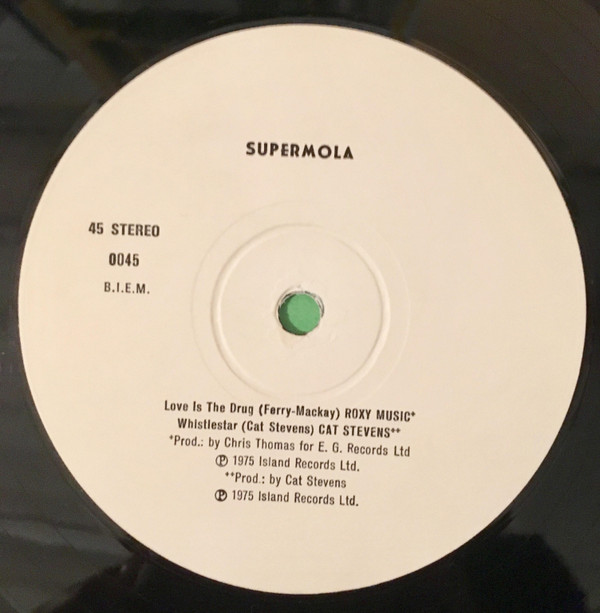 SUPERMOLA
45 STEREO
0045
B.I.E.M.
Love Is The Drug (Ferry-Mackay) ROXY MUSIC*
Whistlestar (Cat Stevens) CAT STEVENS**
*Prod.: by Chris Thomas for E. G. Records Ltd
℗ 1975 Island Records Ltd.
**Prod.: by Cat Stevens
℗ 1975 Island Records Ltd.